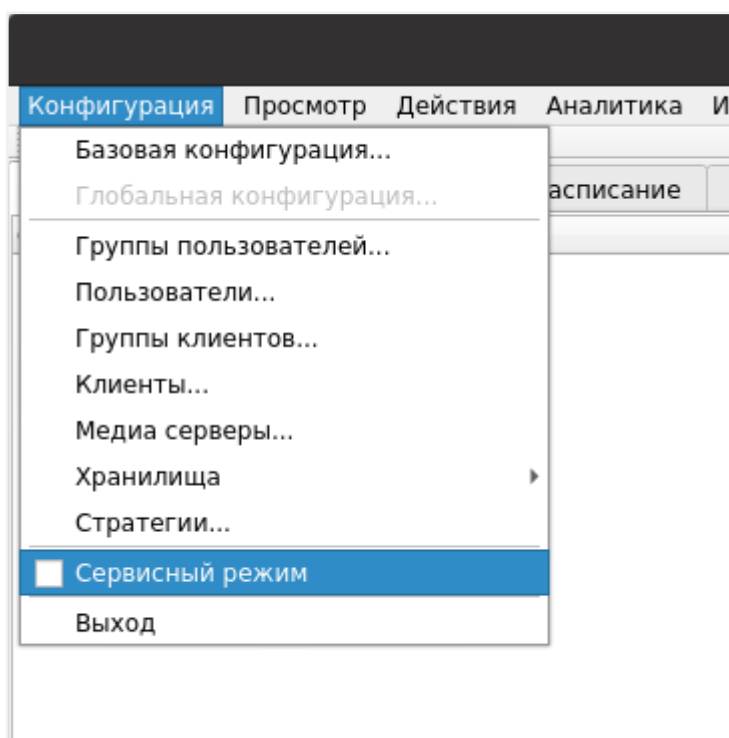 Конфигурация Просмотр Действия Аналитика И
Базовая конфигурация...
Глобальная конфигурация...
асписание
Группы пользователей...
Пользователи...
Группы клиентов...
Клиенты...
Медиа серверы...
Хранилища
Стратегии...
Сервисный режим
Выход